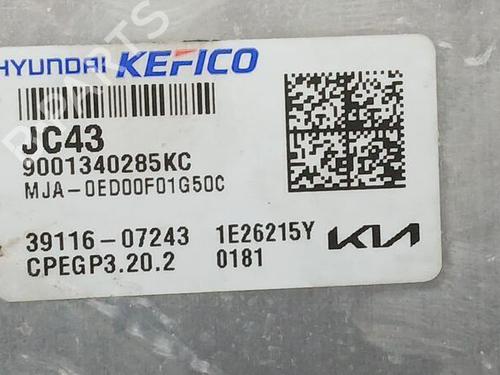 HYUNDAI KEFICO
JC43
9001340285KC
MJA-0ED00F01G50C
39116-07243 1E26215Y KIA
CPEGP3.20.2 0181